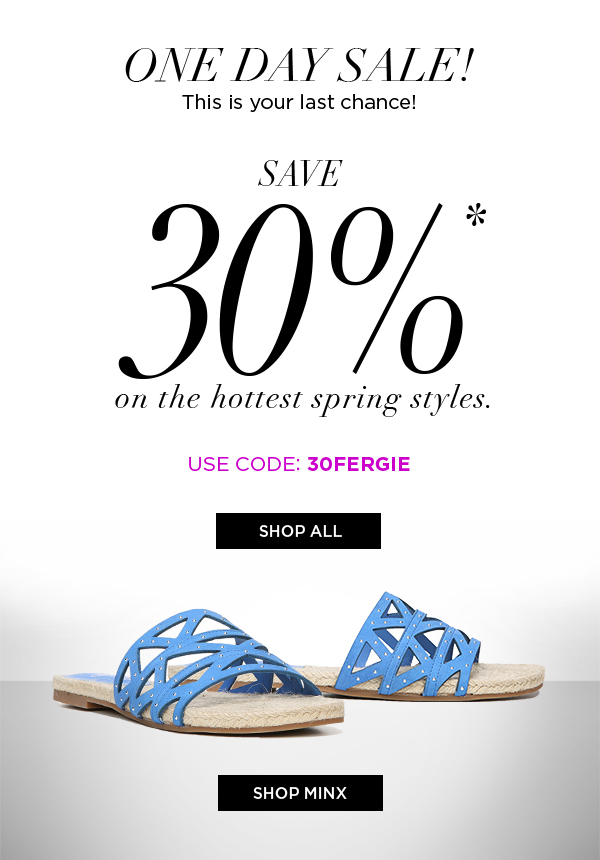 ONE DAY SALE!
This is your last chance!
SAVE
30%*
on the hottest spring styles.
USE CODE: 30FERGIE
SHOP ALL
SHOP MINX